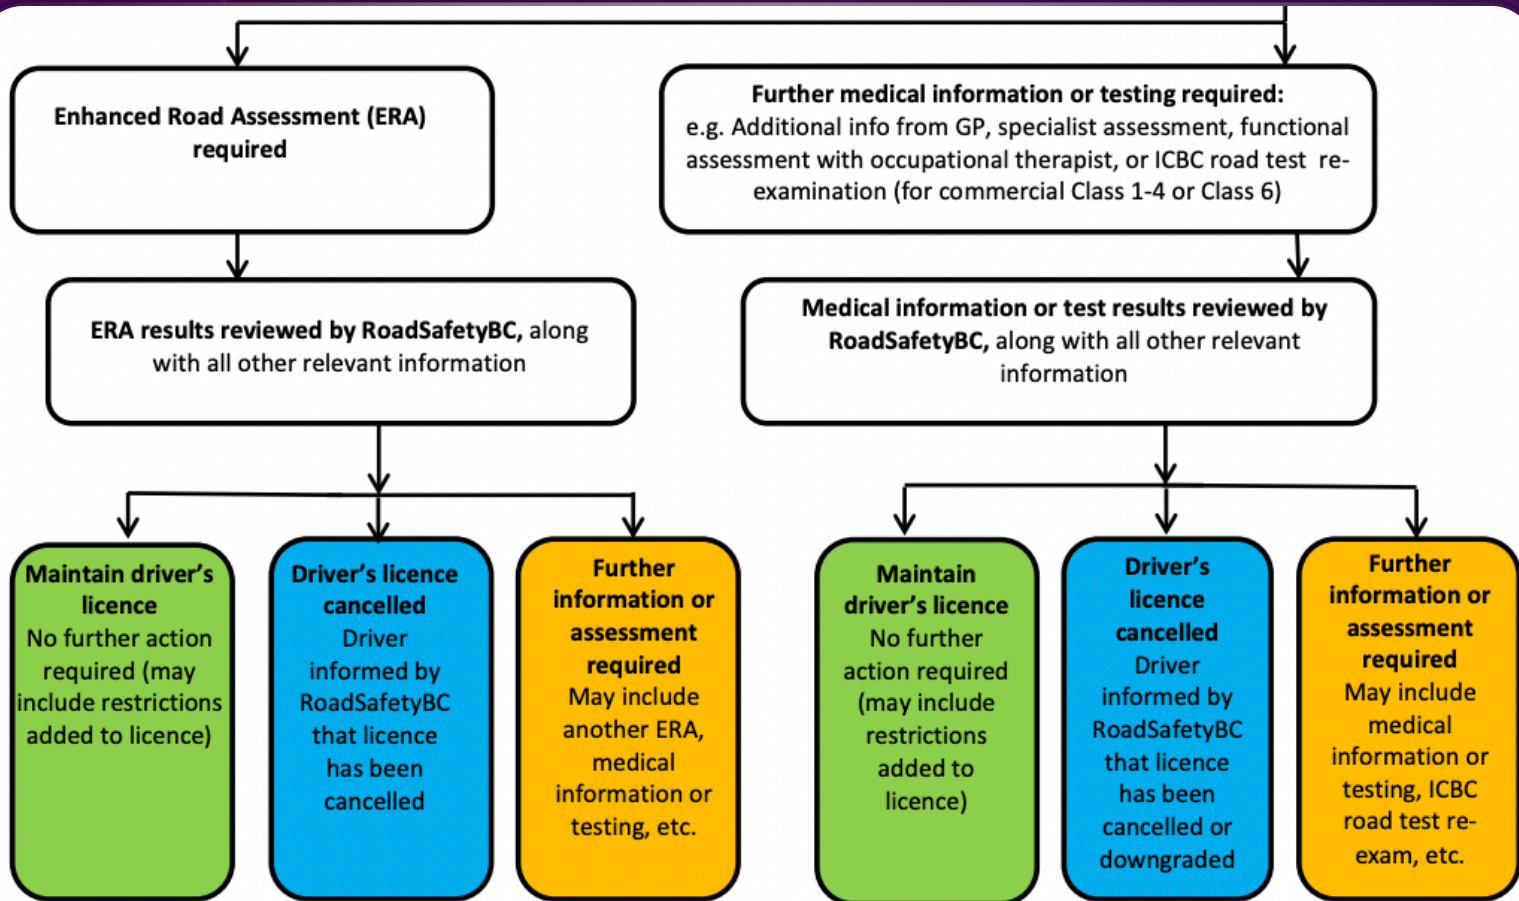 Enhanced Road Assessment (ERA)
required
Further medical information or testing required:
e.g. Additional info from GP, specialist assessment, functional
assessment with occupational therapist, or ICBC road test re-
examination (for commercial Class 1-4 or Class 6)
ERA results reviewed by RoadSafetyBC, along
with all other relevant information
Medical information or test results reviewed by
RoadSafetyBC, along with all other relevant
information
Maintain driver's
licence
No further action
required (may
include restrictions
added to licence)
Driver's licence
cancelled
Driver
informed by
RoadSafetyBC
that licence
has been
cancelled
Further
information or
assessment
required
May include
another ERA,
medical
information or
testing, etc.
Maintain
driver's licence
No further
action required
(may include
restrictions
added to
licence)
Driver's
licence
cancelled
Driver
informed by
RoadSafetyBC
that licence
has been
cancelled or
downgraded
Further
information or
assessment
required
May include
medical
information or
testing, ICBC
road test re-
exam, etc.